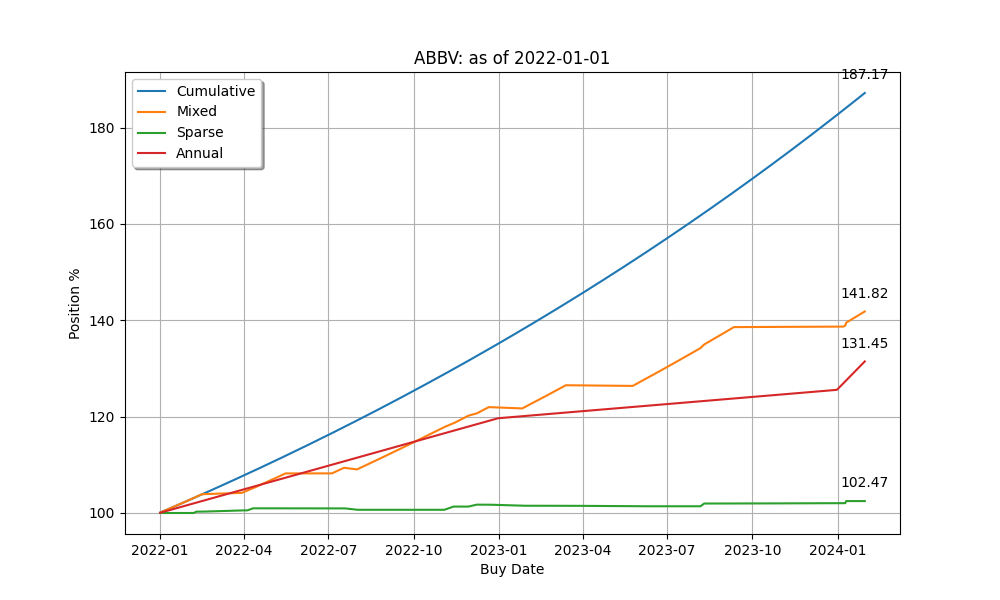 ABBV: as of 2022-01-01
187.17
Cumulative
Mixed
Sparse
Annual
180
160
141.82
140
131.45
120
102.47
100
Position %
2022-01 2022-04 2022-07 2022-10 2023-01 2023-04 2023-07 2023-10 2024-01
Buy Date